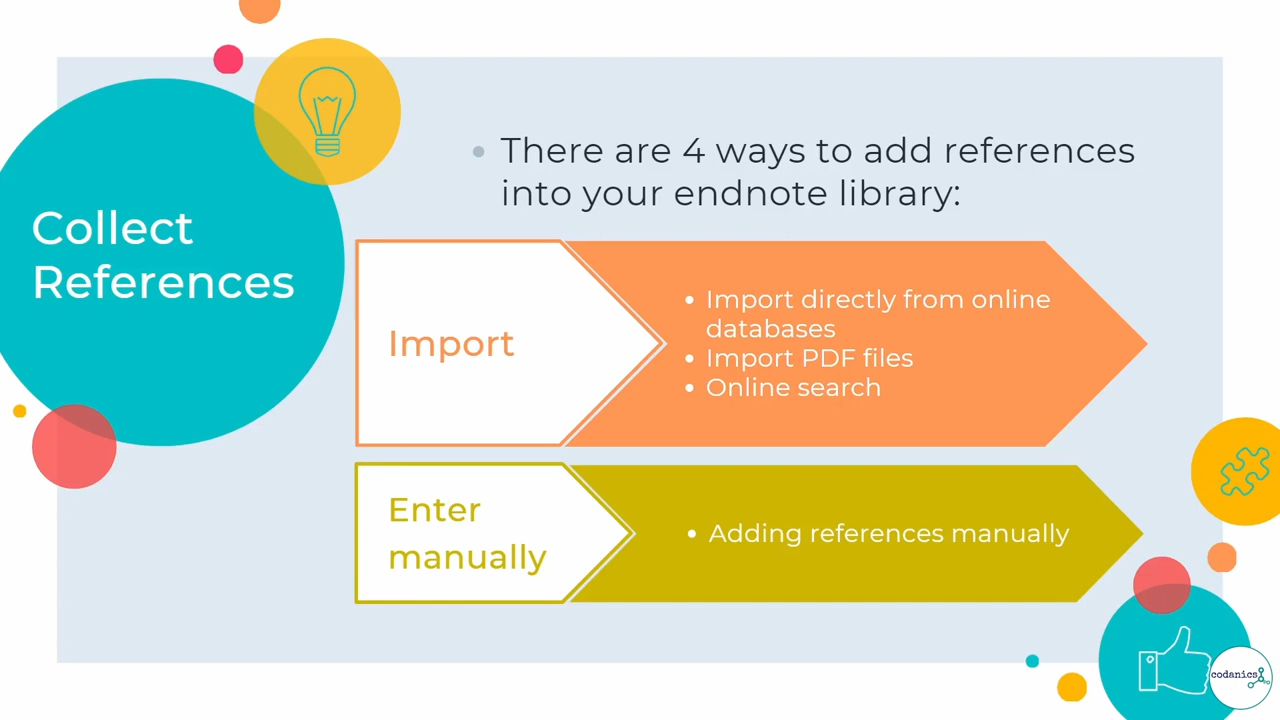 Collect
References
There are 4 ways to add references
into your endnote library:
Import
Import directly from online
databases
Import PDF files
Online search
Enter
manually
Adding references manually
codanics